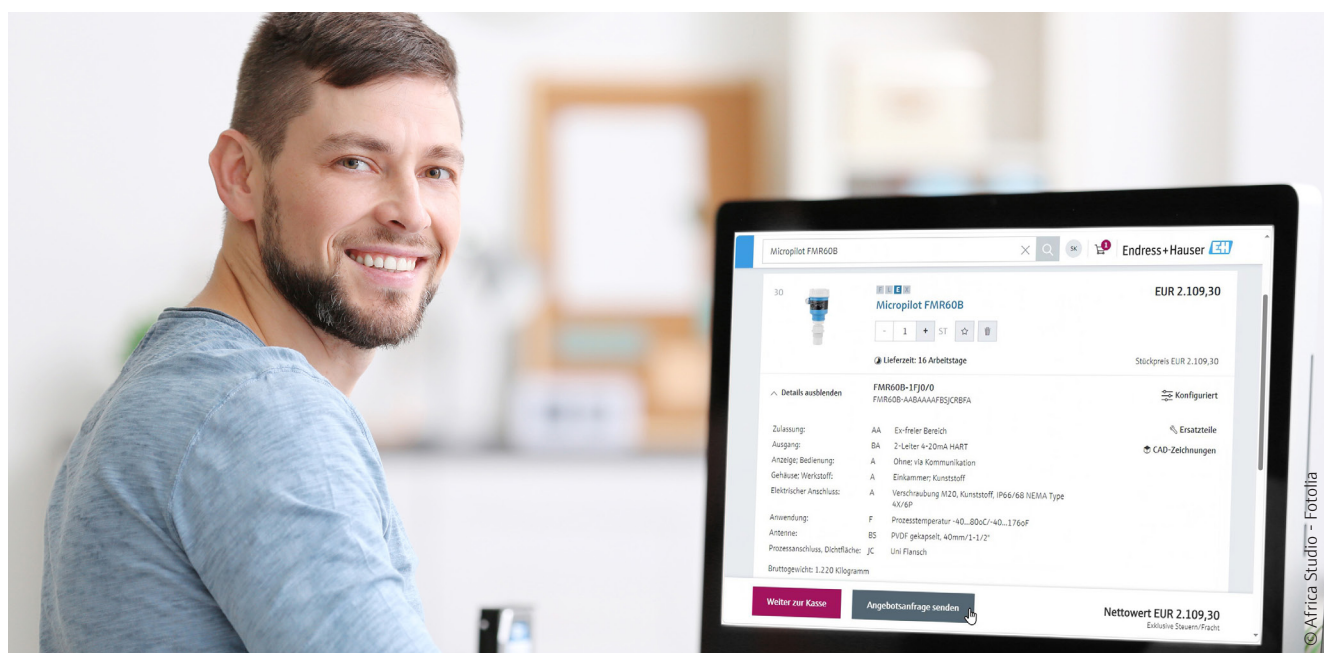 Micropilot FMR60B
SK
1
Endress+Hauser EH
30
F L E X
Micropilot FMR60B
EUR 2.109,30
- 1 + ST
Lieferzeit: 16 Arbeitstage
Stückpreis EUR 2.109,30
Details ausblenden
FMR60B-1FJ0/0
FMR60B-AABAAAAFBSJCRBFA
Konfiguriert
Zulassung: AA Ex-freier Bereich
Ersatzteile
Ausgang: BA 2-Leiter 4-20mA HART
CAD-Zeichnungen
Anzeige; Bedienung: A Ohne; via Kommunikation
Gehäuse; Werkstoff: A Einkammer; Kunststoff
Elektrischer Anschluss: A Verschraubung M20, Kunststoff, IP66/68 NEMA Type
4X/6P
Anwendung: F Prozesstemperatur -40...80oC/-40...176oF
Antenne: BS PVDF gekapselt, 40mm/1-1/2"
Prozessanschluss, Dichtfläche: JC Uni Flansch
Bruttogewicht: 1.220 Kilogramm
Weiter zur Kasse
Angebotsanfrage senden
Nettowert EUR 2.109,30
Exklusive Steuern/Fracht
© Africa Studio - Fotolia